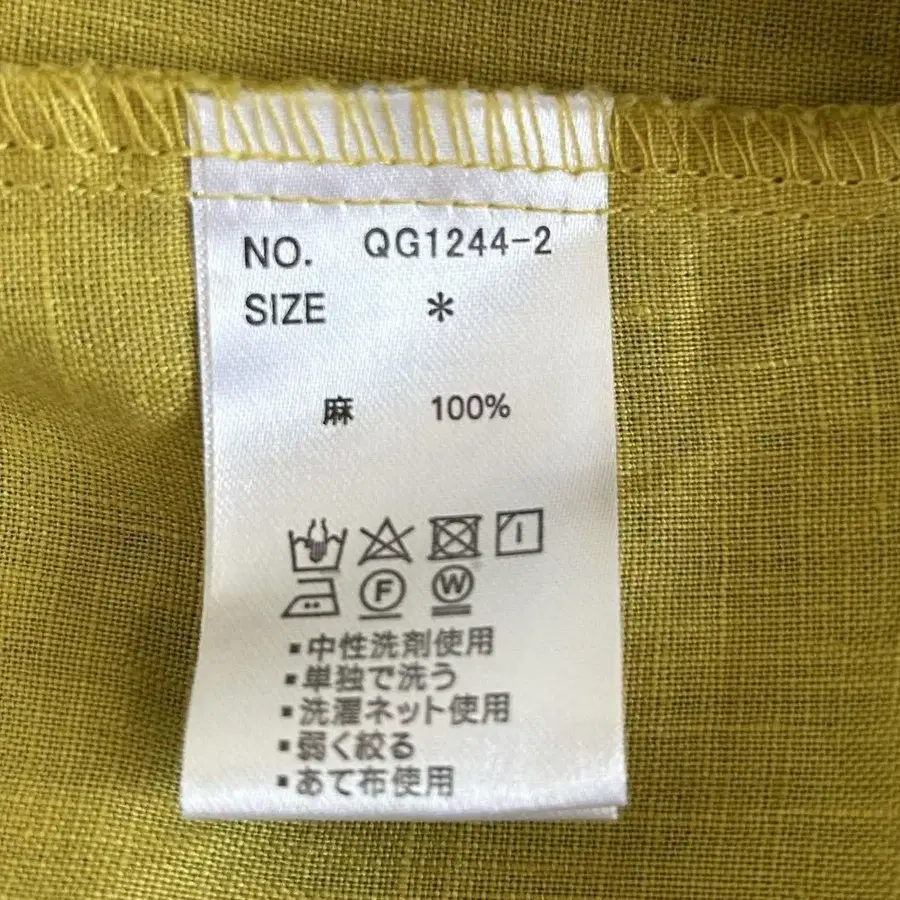 NO. QG1244-2
SIZE *
麻 100%
F W
▪中性洗剤使用
▪単独で洗う
▪洗濯ネット使用
▪弱く絞る
▪あて布使用